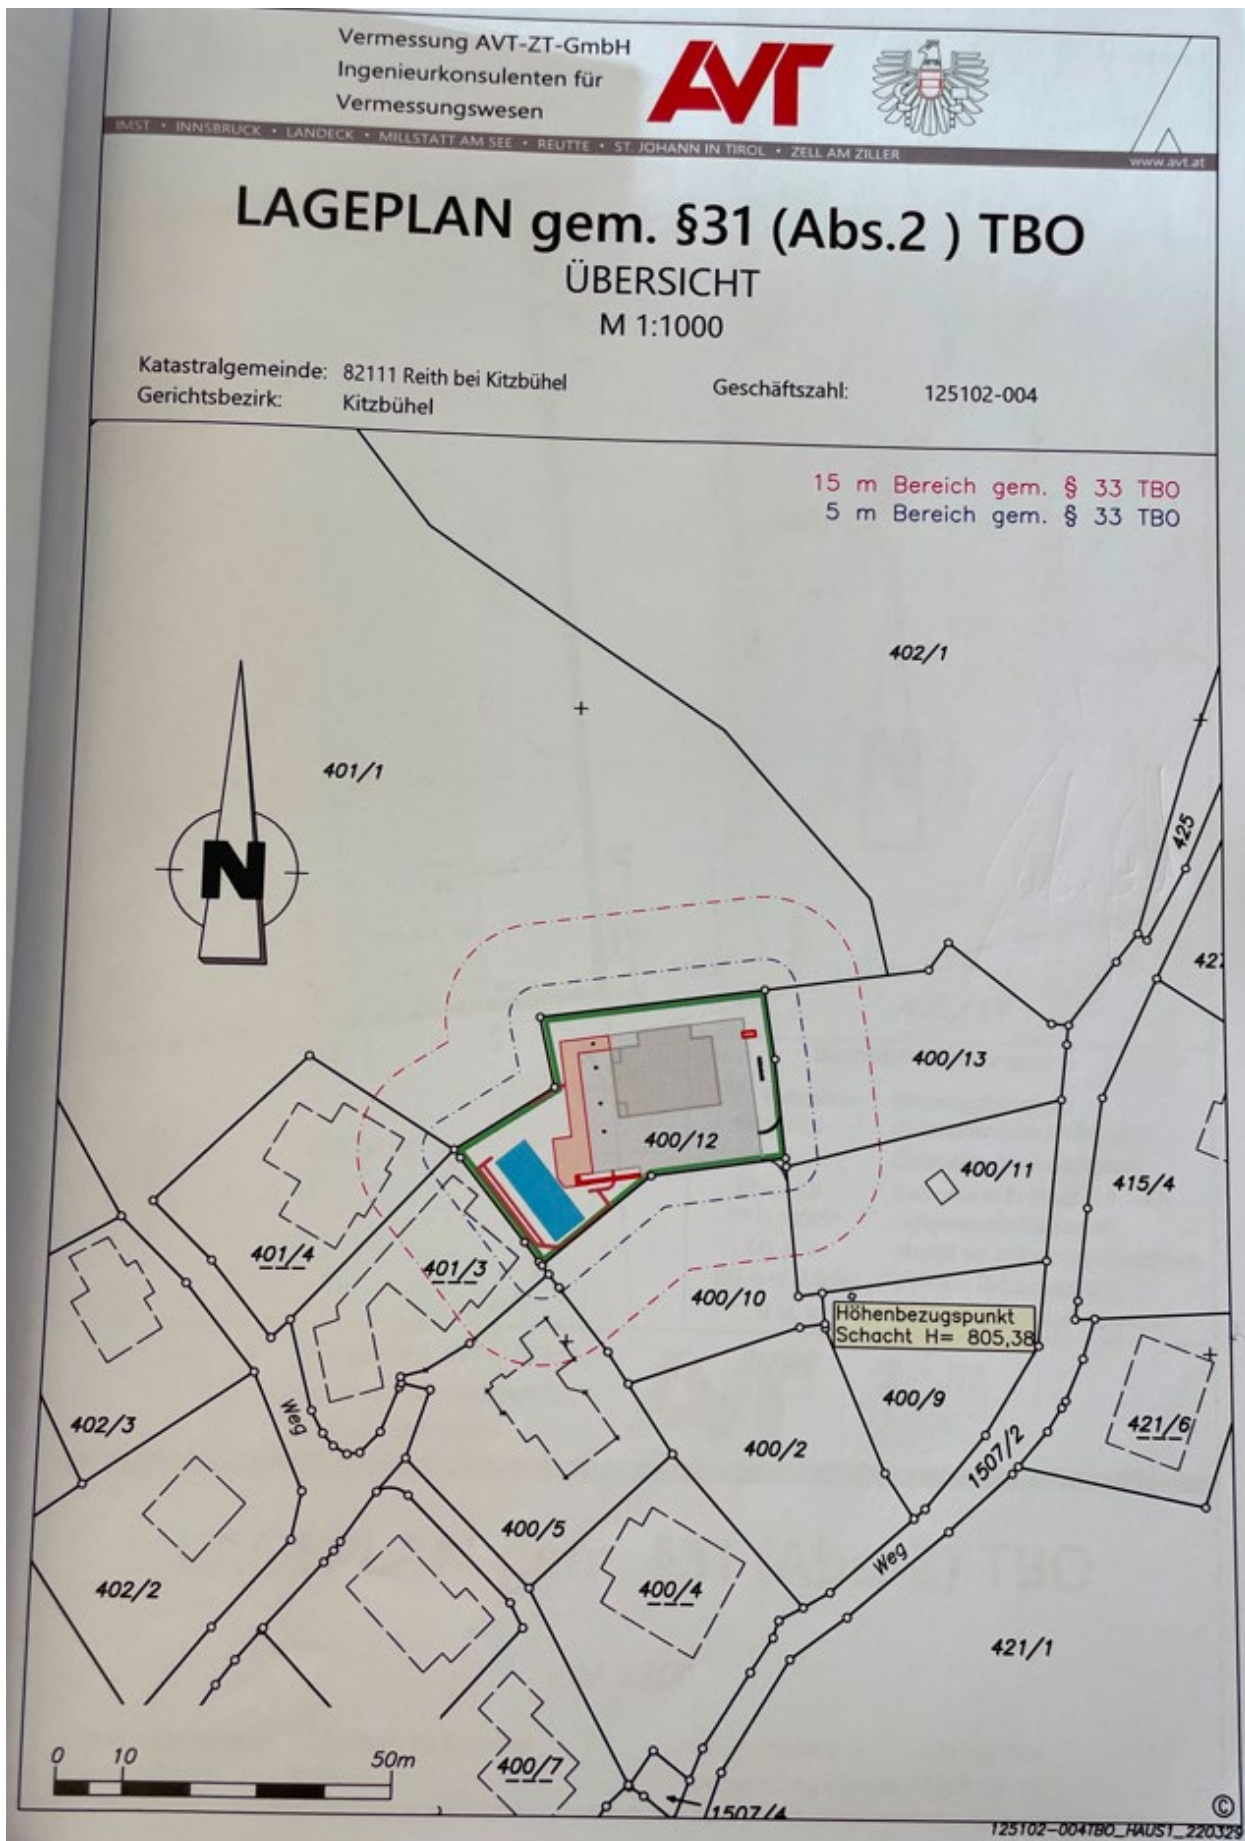 Vermessung AVT-ZT-GmbH
Ingenieurkonsulenten für
Vermessungswesen
AVT
IMST • INNSBRUCK • LANDECK • MILLSTATT AM SEE • REUTTE • ST. JOHANN IN TIROL • ZELL AM ZILLER
www.avt.at
LAGEPLAN gem. §31 (Abs.2 ) TBO
ÜBERSICHT
M 1:1000
Katastralgemeinde: 82111 Reith bei Kitzbühel
Gerichtsbezirk: Kitzbühel
Geschäftszahl: 125102-004
15 m Bereich gem. § 33 TBO
5 m Bereich gem. § 33 TBO
402/1
401/1
N
425
400/13
400/12
400/11
415/4
401/4
401/3
400/10
Höhenbezugspunkt
Schacht H= 805,38
402/3
Weg
400/9
421/6
400/2
1507/2
400/5
Weg
402/2
400/4
421/1
400/7
0 10 50m
1507/4
©
125102-004TBO_HAUS1_220329